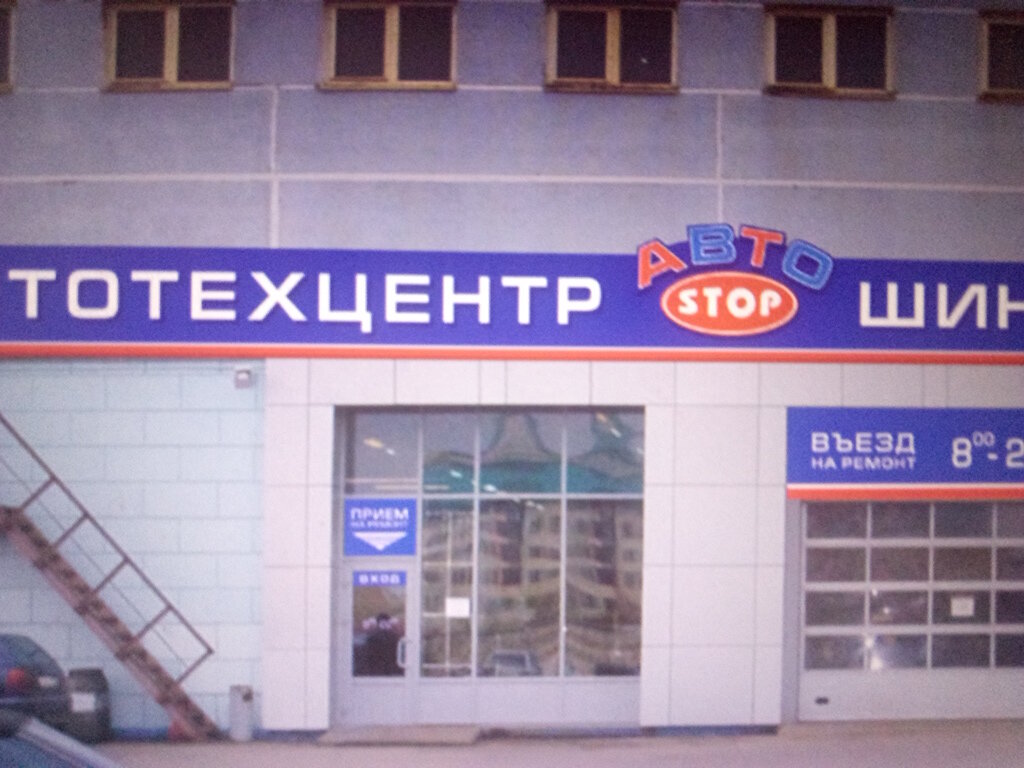 ТОТЕХЦЕНТР
АВТО
STOP
ШИН
ВЪЕЗД
НА РЕМОНТ
8⁰⁰-2
ПРИЕМ
НА РЕМОНТ
ВХОД